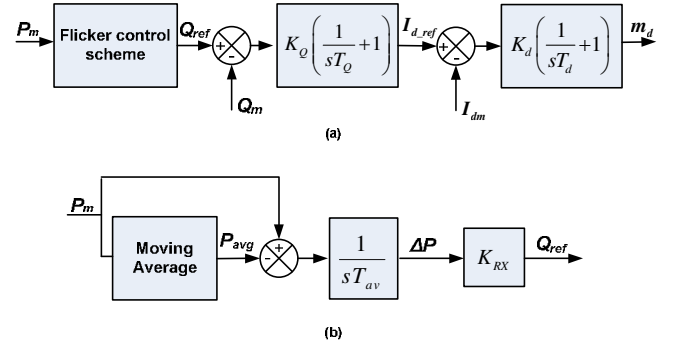 P_m
Flicker control scheme
Q_ref
+
-
Q_m
K_Q (1/sT_Q + 1)
I_d_ref
+
-
I_dm
K_d (1/sT_d + 1)
m_d
(a)
P_m
Moving Average
P_avg
+
-
1/sT_av
ΔP
K_RX
Q_ref
(b)